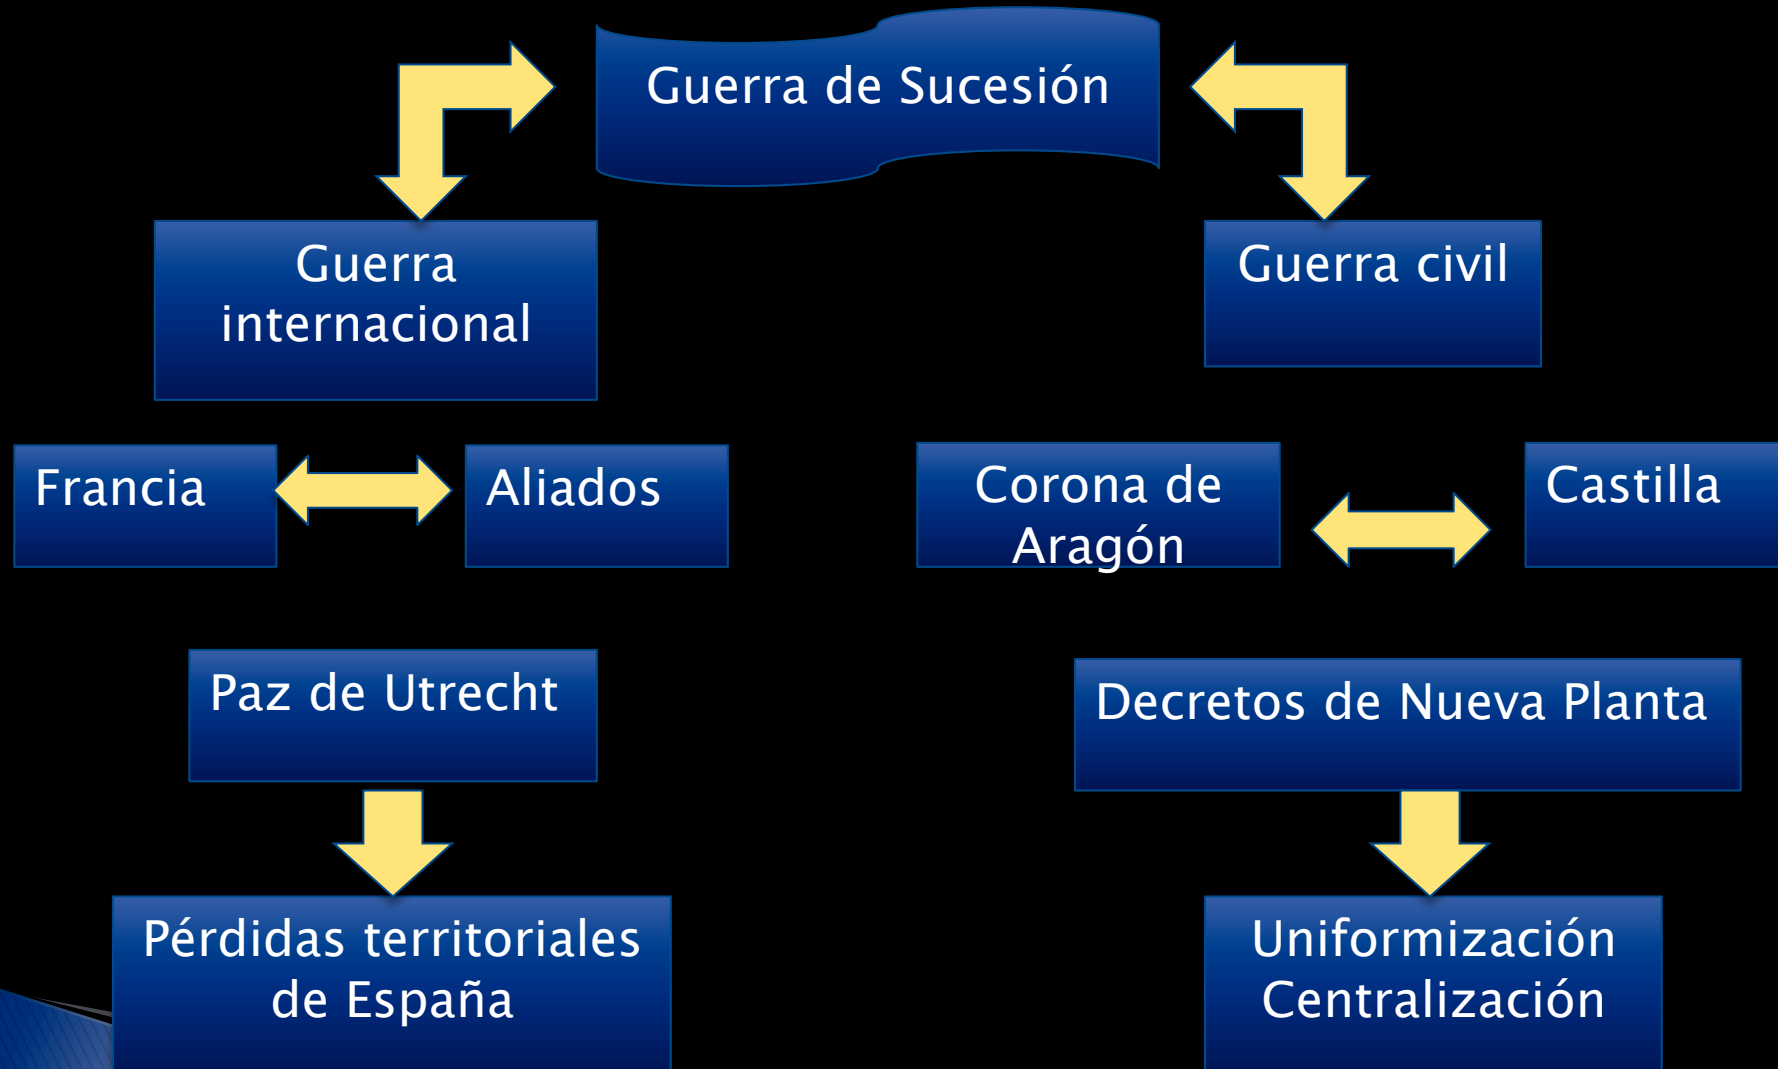 Guerra de Sucesión
Guerra
internacional
Guerra civil
Francia
Aliados
Corona de
Aragón
Castilla
Paz de Utrecht
Decretos de Nueva Planta
Pérdidas territoriales
de España
Uniformización
Centralización